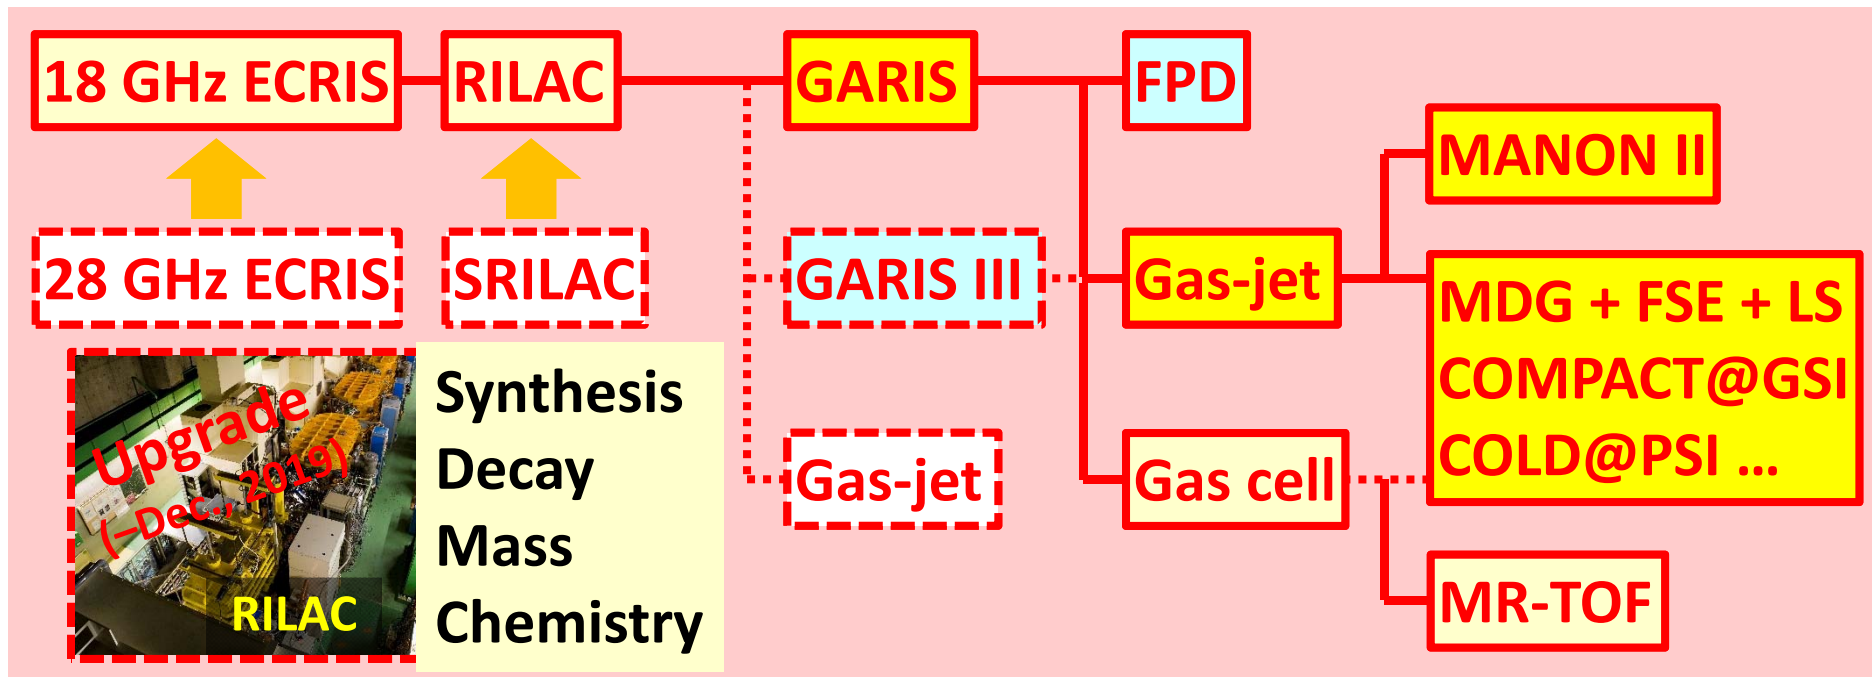 18 GHz ECRIS
RILAC
GARIS
FPD
MANON II
28 GHz ECRIS
SRILAC
GARIS III
Gas-jet
MDG + FSE + LS
COMPACT@GSI
COLD@PSI ...
Upgrade
(–Dec., 2019)
RILAC
Synthesis
Decay
Mass
Chemistry
Gas-jet
Gas cell
MR-TOF